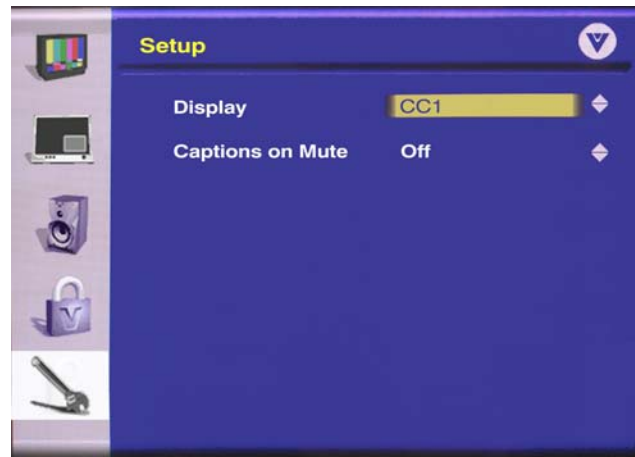 Setup
V
Display CC1
Captions on Mute Off
V